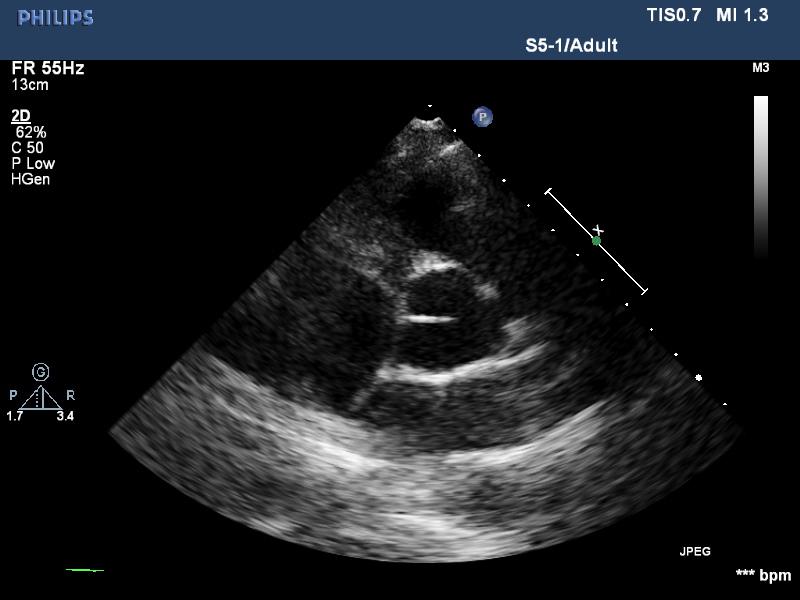 PHILIPS
TIS0.7 MI 1.3
S5-1/Adult
FR 55Hz
13cm
M3
2D
62%
C 50
P Low
HGen
P
G
P R
1.7 3.4
JPEG
*** bpm